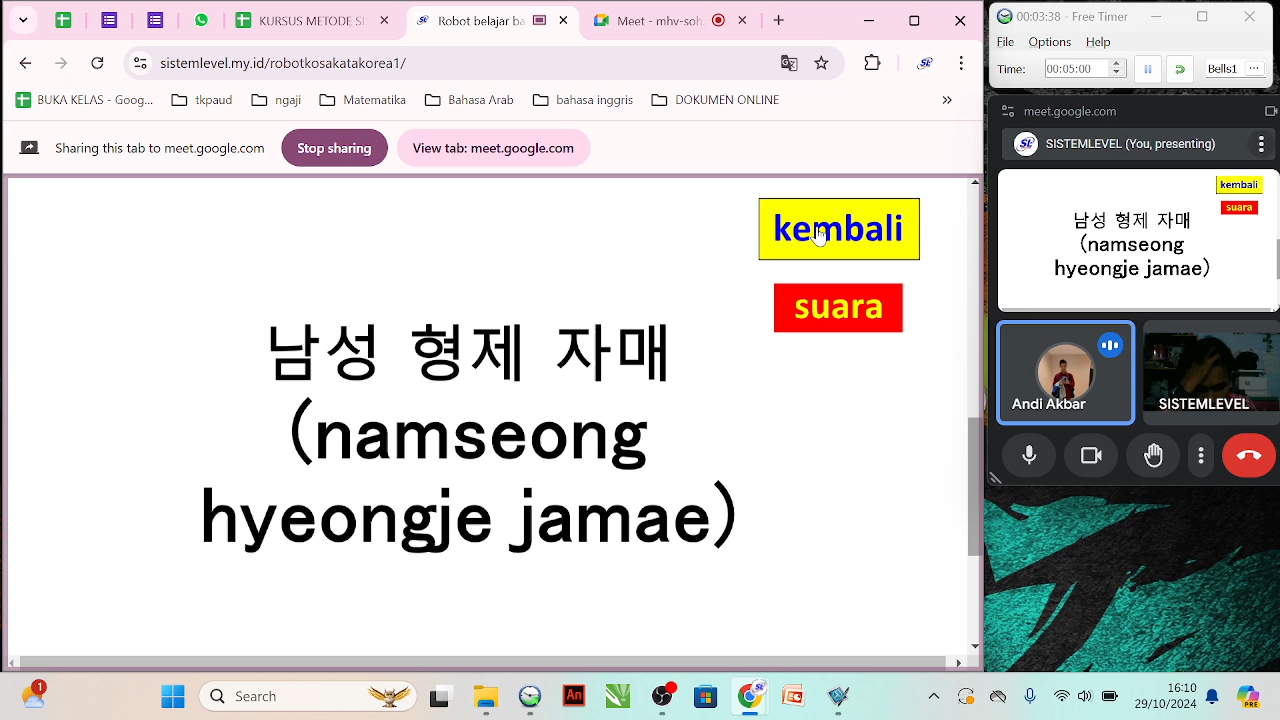 KURSUS METODE SI
Robot belajar ba
Meet - mhv-soh
sistemlevel.my.id/robotkosakatakorea1/
BUKA KELAS - Goog...
tkpaud
Matematika
bahasa inggris
DOKUMEN ONLINE
Sharing this tab to meet.google.com
Stop sharing
View tab: meet.google.com
kembali
suara
남성 형제 자매
(namseong
hyeongje jamae)
00:03:38 - Free Timer
File Options Help
Time: 00:05:00 Bells1 ...
meet.google.com
SISTEMLEVEL (You, presenting)
kembali
suara
남성 형제 자매
(namseong
hyeongje jamae)
Andi Akbar
SISTEMLEVEL
1
Search
An
16:10
29/10/2024
PRE